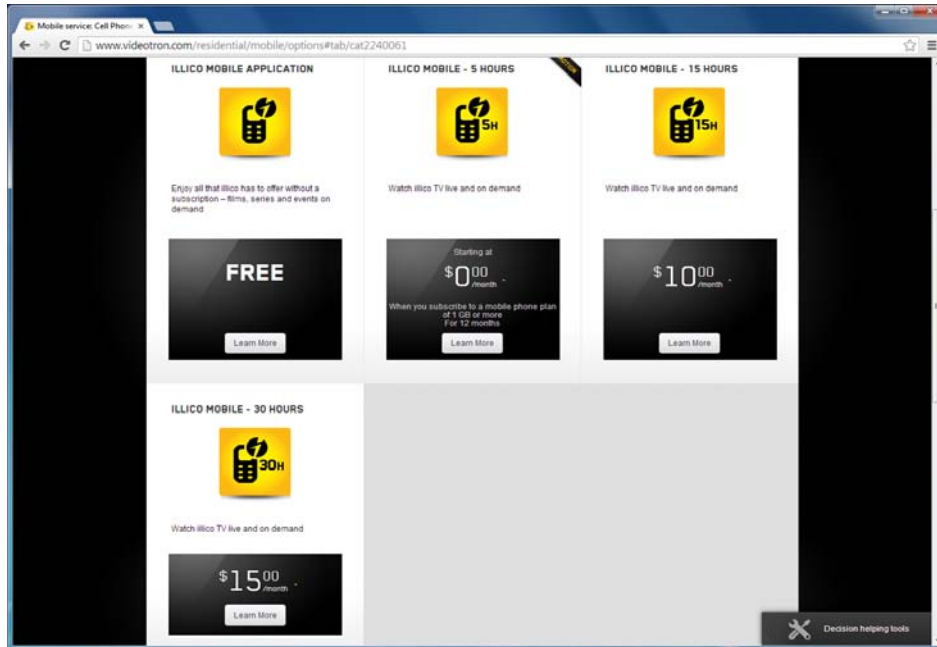 Mobile service: Cell Phon
www.videotron.com/residential/mobile/options#tab/cat2240061
ILLICO MOBILE APPLICATION
Enjoy all that illico has to offer without a
subscription – films, series and events on
demand
FREE
Learn More
ILLICO MOBILE - 5 HOURS
5H
Watch illico TV live and on demand
Starting at
$0.00
/month
When you subscribe to a mobile phone plan
of 1 GB or more
For 12 months
Learn More
ILLICO MOBILE - 15 HOURS
15H
Watch illico TV live and on demand
$10.00
/month
Learn More
ILLICO MOBILE - 30 HOURS
30H
Watch illico TV live and on demand
$15.00
/month
Learn More
Decision helping tools